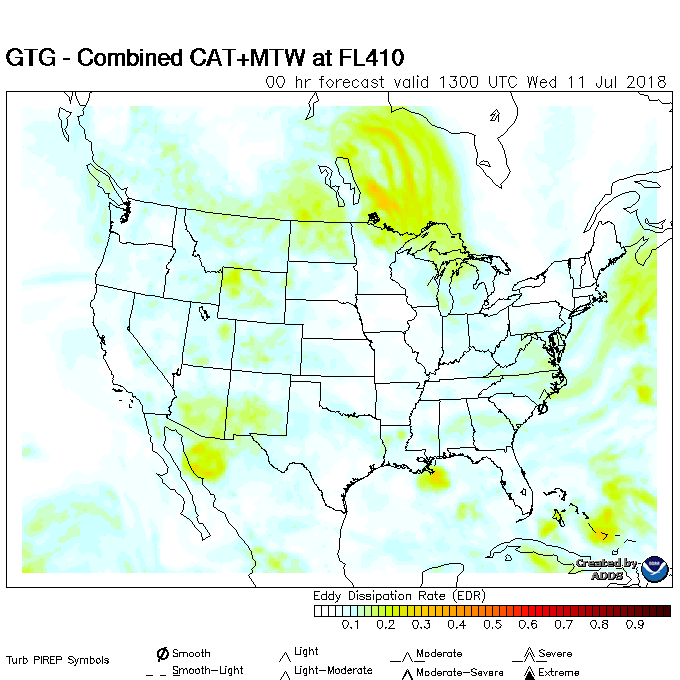 GTG - Combined CAT+MTW at FL410
00 hr forecast valid 1300 UTC Wed 11 Jul 2018
Created by
ADDS
NOAA
Eddy Dissipation Rate (EDR)
0.1 0.2 0.3 0.4 0.5 0.6 0.7 0.8 0.9
Turb PIREP Symbols
Smooth
Light
Moderate
Severe
Smooth-Light
Light-Moderate
Moderate-Severe
Extreme